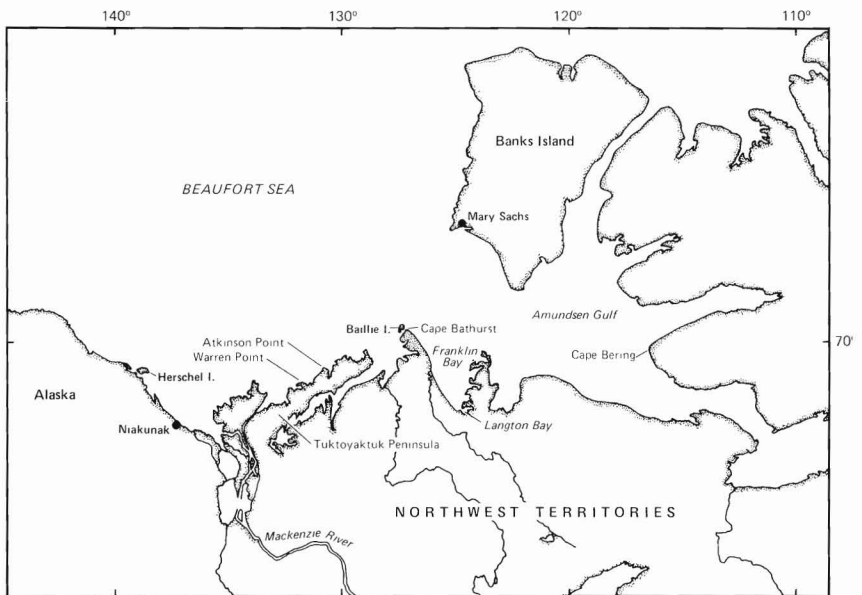 140° 130° 120° 110°
Banks Island
BEAUFORT SEA
Mary Sachs
Amundsen Gulf
Baillie I. Cape Bathurst
Atkinson Point
Warren Point
Franklin
Bay
70°
Cape Bering
Herschel I.
Alaska
Niakunak
Langton Bay
Tuktoyaktuk Peninsula
NORTHWEST TERRITORIES
Mackenzie River